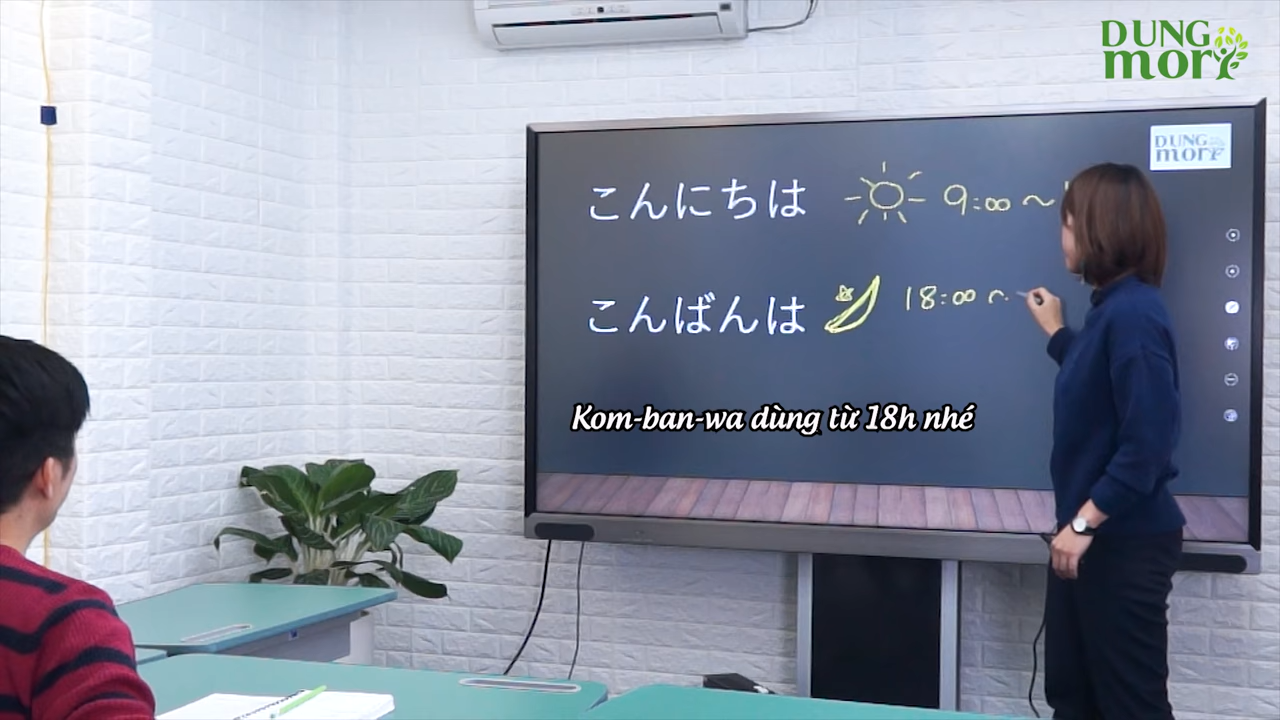 DUNG
mori
DUNG
mori
こんにちは 9:00 ~
こんばんは 18:00 ~
Kom-ban-wa dùng từ 18h nhé